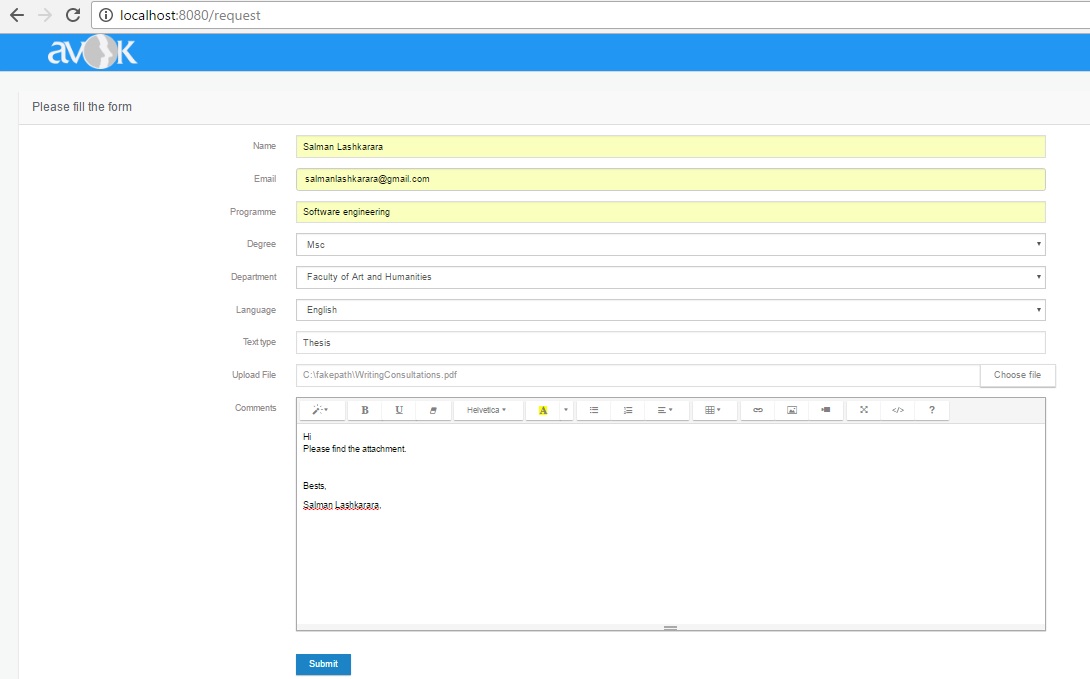 localhost:8080/request
avok
Please fill the form
Name Salman Lashkarara
Email salmanlashkarara@gmail.com
Programme Software engineering
Degree Msc
Department Faculty of Art and Humanities
Language English
Text type Thesis
Upload File C:\fakepath\WritingConsultations.pdf Choose file
Comments
B U Helvetica A </> ?
Hi
Please find the attachment.
Bests,
Salman Lashkarara.
Submit